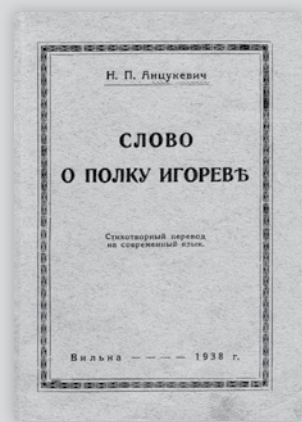 Н. П. Анцукевич
СЛОВО
О ПОЛКУ ИГОРЕВѢ
Стихотворный перевод
на современный язык.
Вильна — — — — 1938 г.